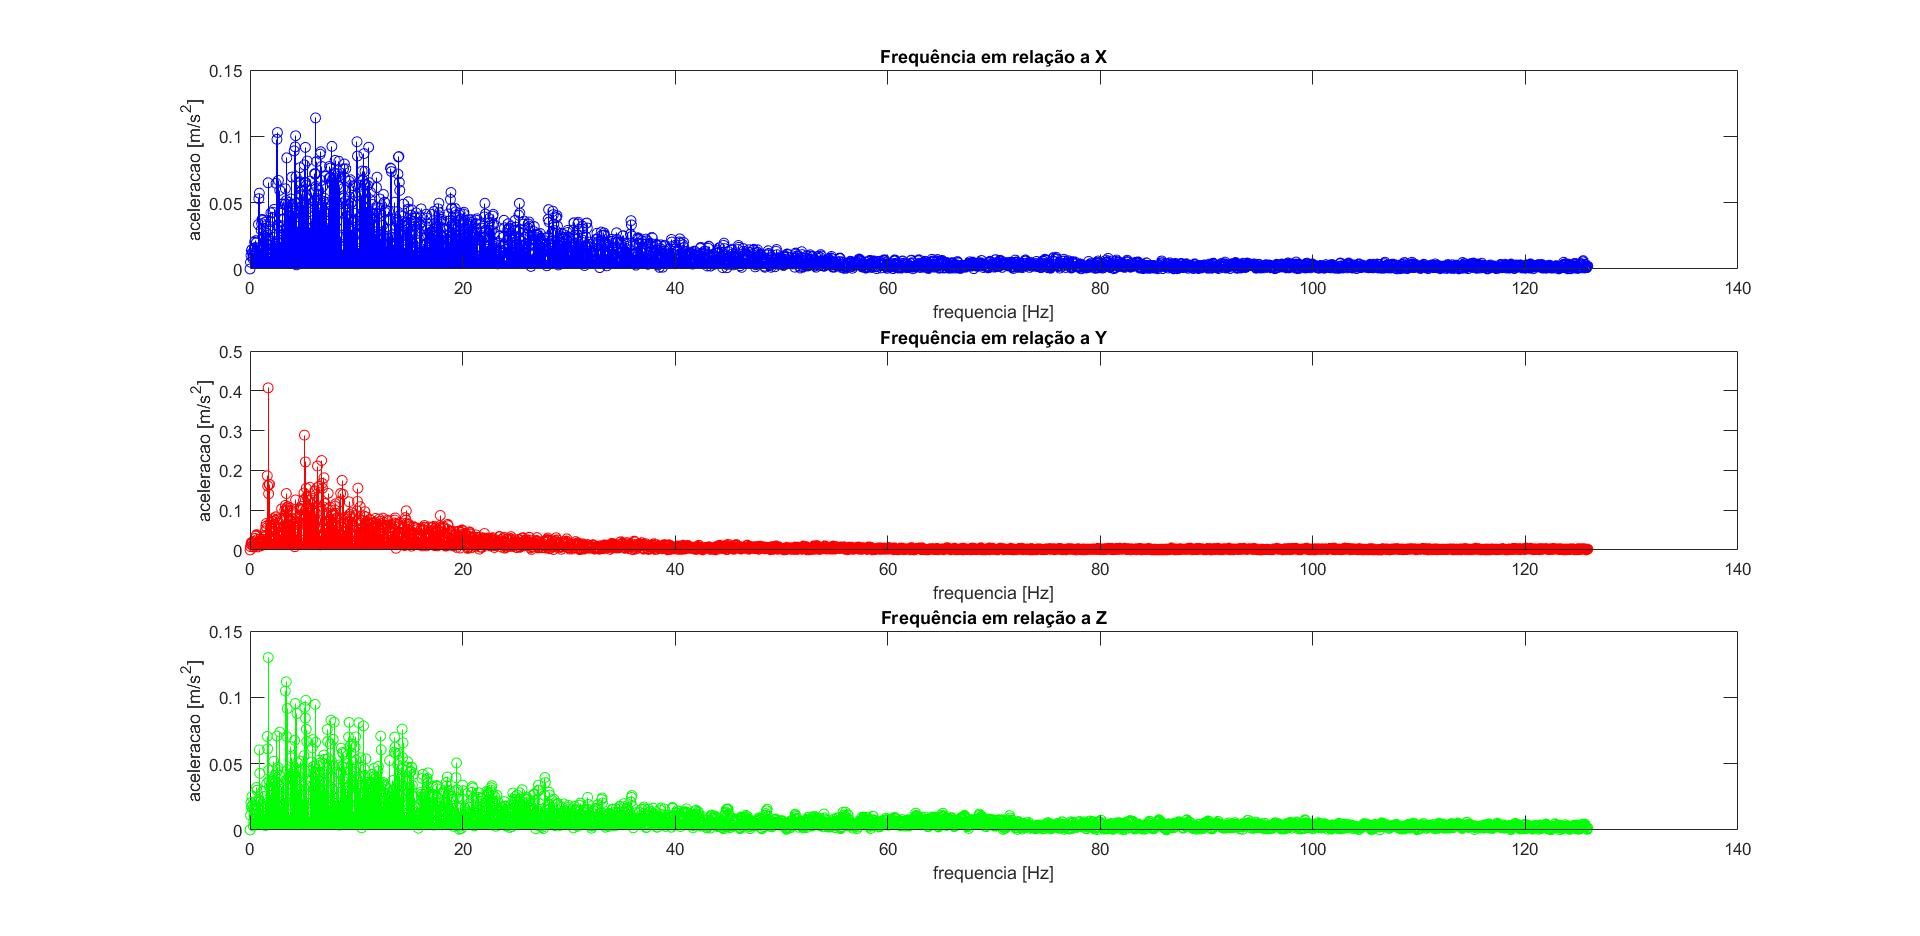 Frequência em relação a X
0.15
0.1
0.05
0
aceleracao [m/s^2]
0 20 40 60 80 100 120 140
frequencia [Hz]
Frequência em relação a Y
0.5
0.4
0.3
0.2
0.1
0
aceleracao [m/s^2]
0 20 40 60 80 100 120 140
frequencia [Hz]
Frequência em relação a Z
0.15
0.1
0.05
0
aceleracao [m/s^2]
0 20 40 60 80 100 120 140
frequencia [Hz]